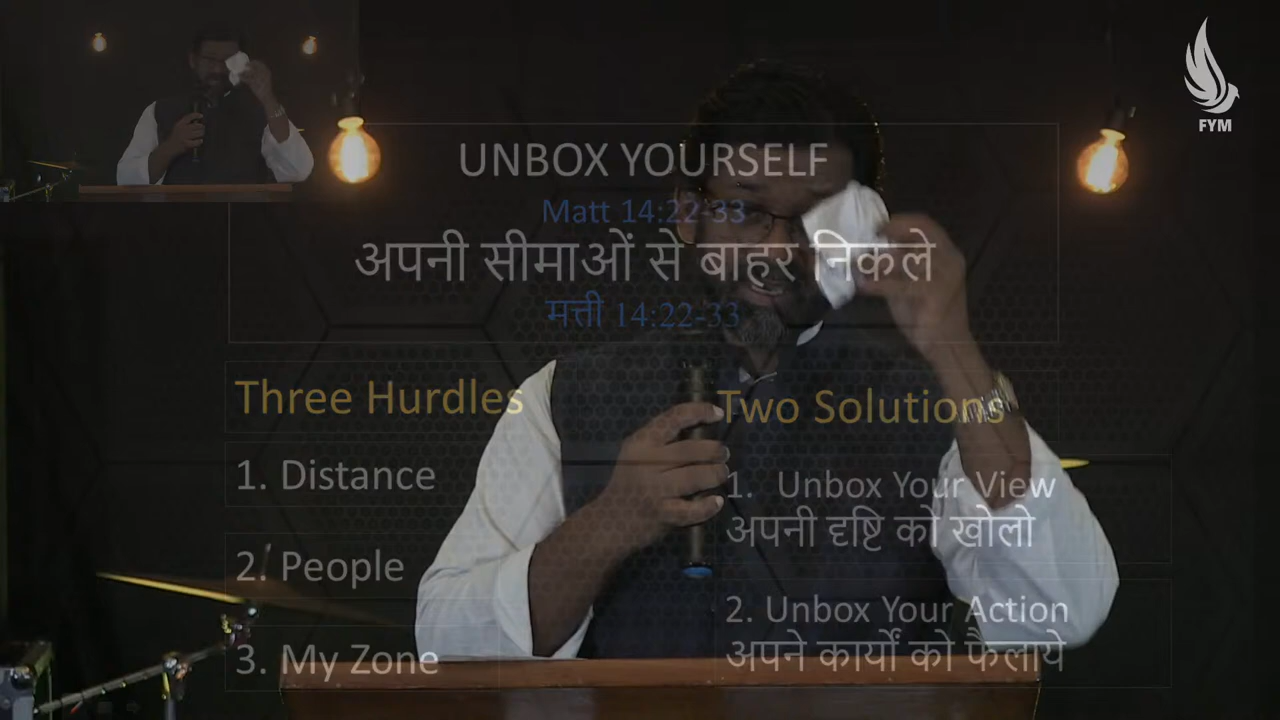 FYM
UNBOX YOURSELF
Matt 14:22-33
अपनी सीमाओं से बाहर निकले
मत्ती 14:22-33
Three Hurdles
1. Distance
2. People
3. My Zone
Two Solutions
1. Unbox Your View
अपनी दृष्टि को खोलो
2. Unbox Your Action
अपने कार्यों को फैलाये